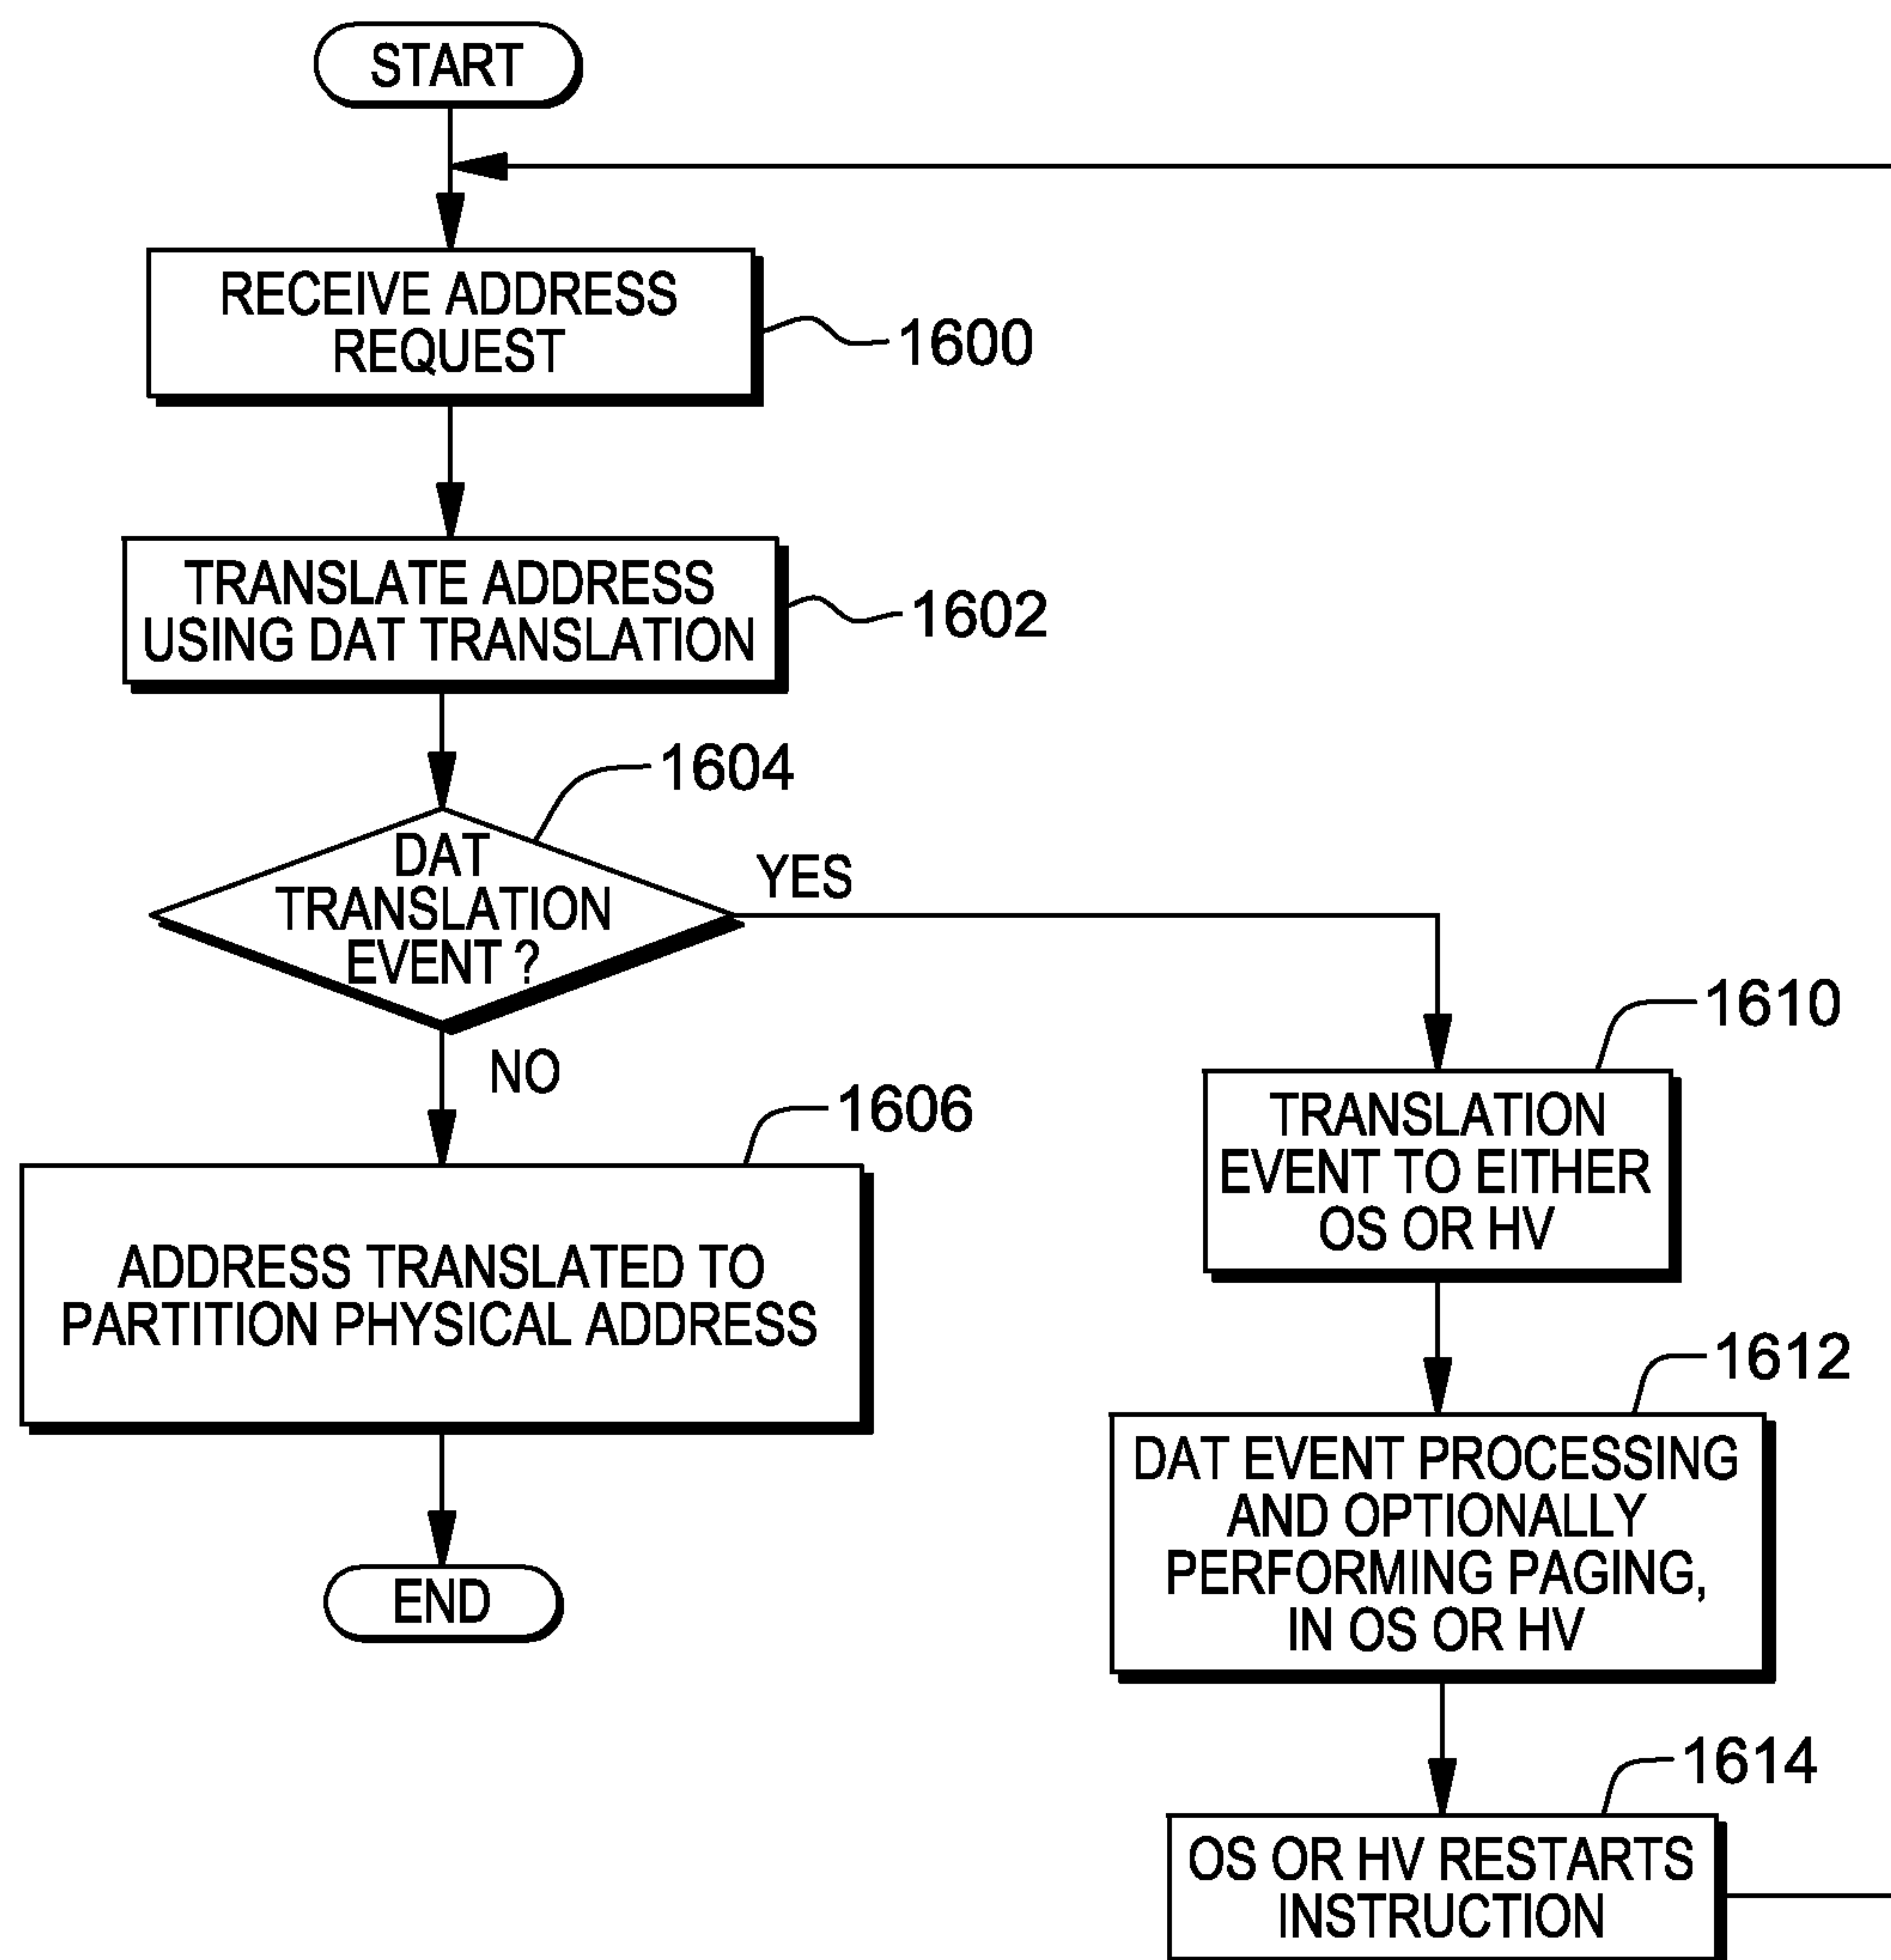 START
RECEIVE ADDRESS
REQUEST
1600
TRANSLATE ADDRESS
USING DAT TRANSLATION
1602
1604
DAT
TRANSLATION
EVENT ?
YES
NO
1606
ADDRESS TRANSLATED TO
PARTITION PHYSICAL ADDRESS
END
1610
TRANSLATION
EVENT TO EITHER
OS OR HV
1612
DAT EVENT PROCESSING
AND OPTIONALLY
PERFORMING PAGING,
IN OS OR HV
1614
OS OR HV RESTARTS
INSTRUCTION